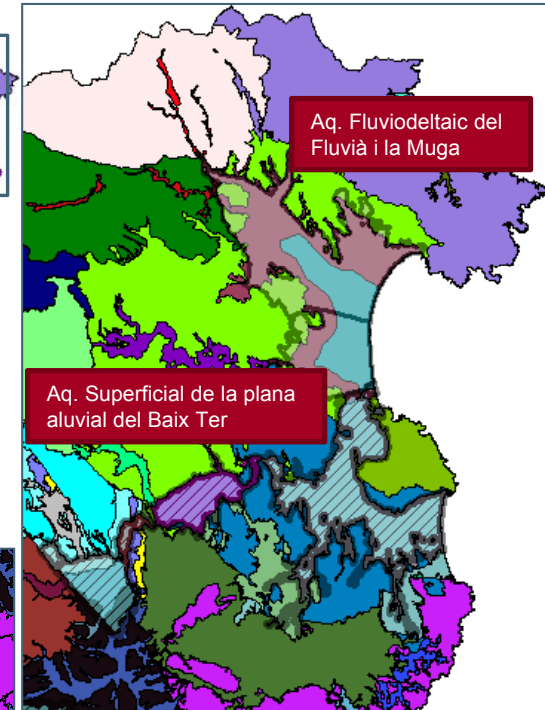 Aq. Fluviodeltaic del
Fluvià i la Muga
Aq. Superficial de la plana
aluvial del Baix Ter